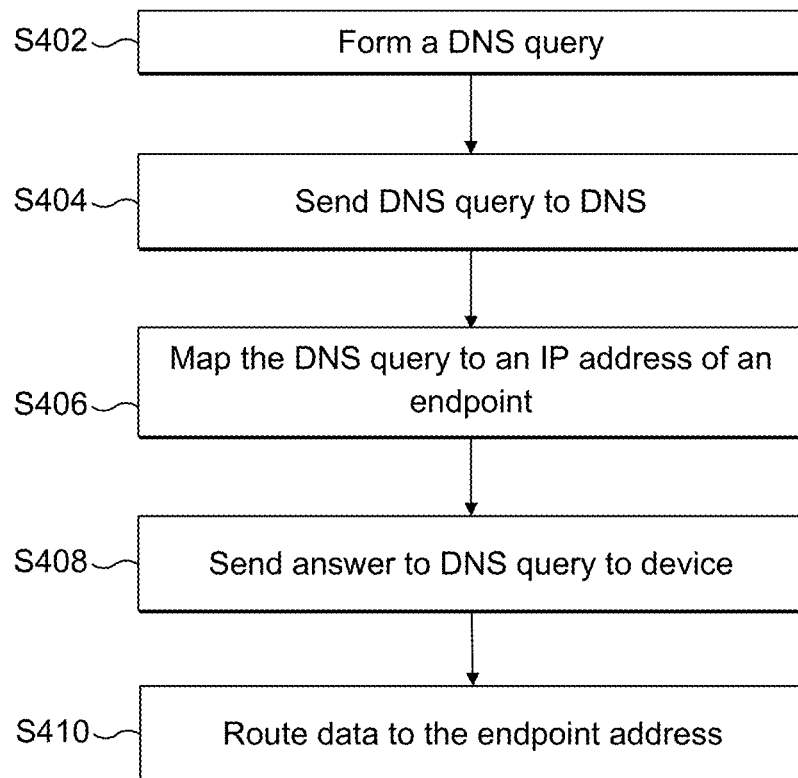 S402
Form a DNS query
S404
Send DNS query to DNS
Map the DNS query to an IP address of an
endpoint
S406
S408
Send answer to DNS query to device
S410
Route data to the endpoint address